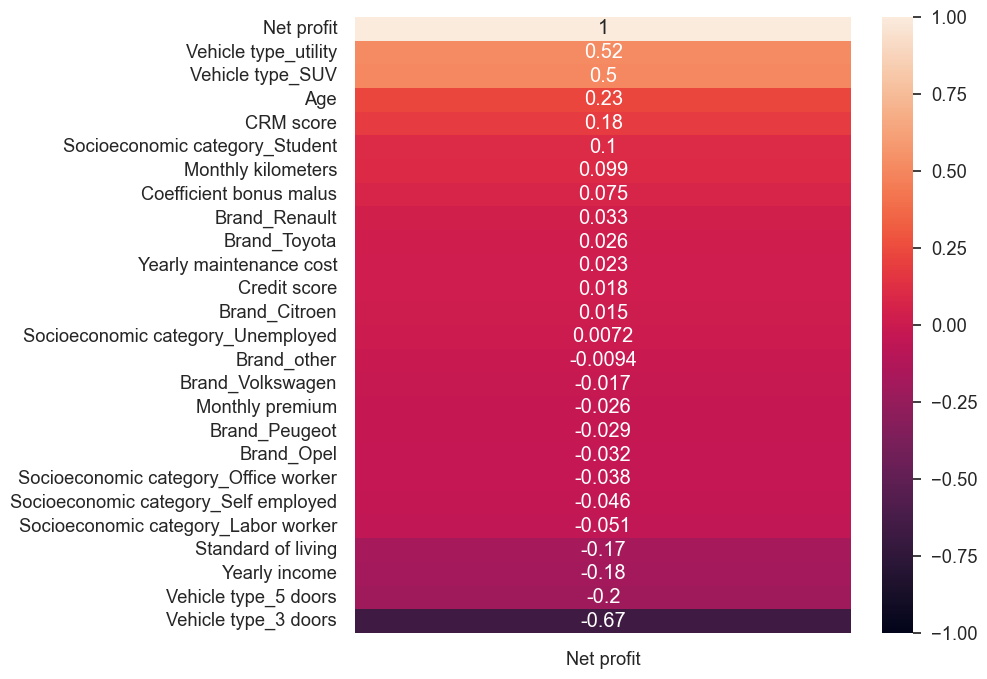 Net profit 1
Vehicle type_utility 0.52
Vehicle type_SUV 0.5
Age 0.23
CRM score 0.18
Socioeconomic category_Student 0.1
Monthly kilometers 0.099
Coefficient bonus malus 0.075
Brand_Renault 0.033
Brand_Toyota 0.026
Yearly maintenance cost 0.023
Credit score 0.018
Brand_Citroen 0.015
Socioeconomic category_Unemployed 0.0072
Brand_other -0.0094
Brand_Volkswagen -0.017
Monthly premium -0.026
Brand_Peugeot -0.029
Brand_Opel -0.032
Socioeconomic category_Office worker -0.038
Socioeconomic category_Self employed -0.046
Socioeconomic category_Labor worker -0.051
Standard of living -0.17
Yearly income -0.18
Vehicle type_5 doors -0.2
Vehicle type_3 doors -0.67
Net profit
1.00
0.75
0.50
0.25
0.00
−0.25
−0.50
−0.75
−1.00